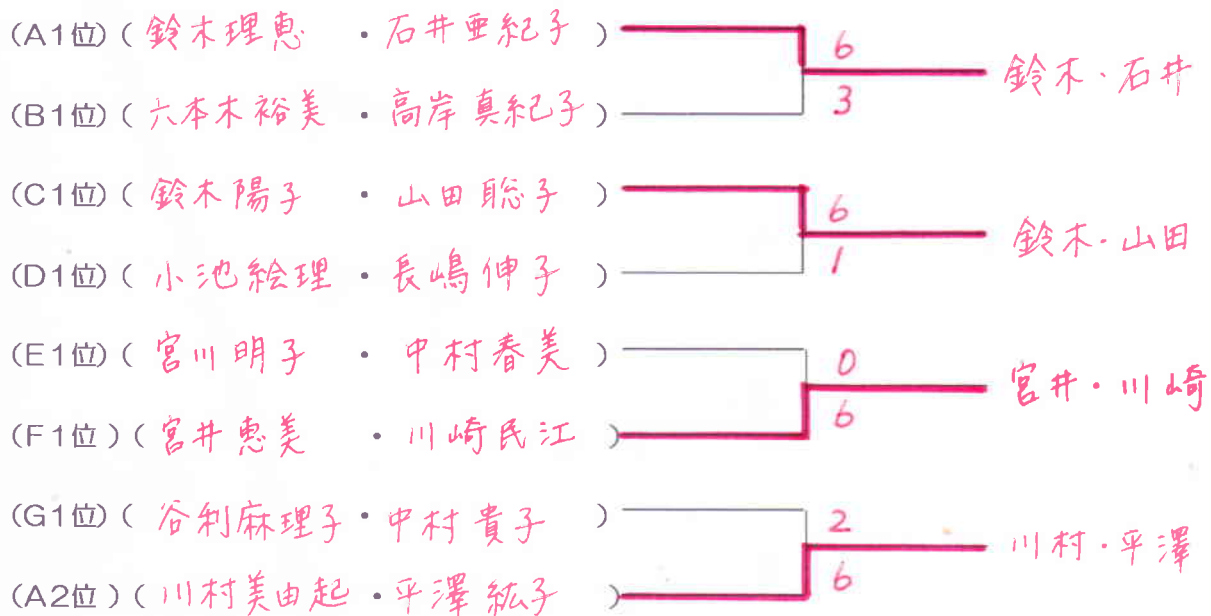 (A1位) ( 鈴木理恵 ・ 石井亜紀子 )
6
鈴木・石井
(B1位) ( 六本木裕美 ・ 高岸真紀子 )
3
(C1位) ( 鈴木陽子 ・ 山田聡子 )
6
鈴木・山田
(D1位) ( 小池絵理 ・ 長嶋伸子 )
1
(E1位) ( 宮川明子 ・ 中村春美 )
0
宮井・川崎
(F1位) ( 宮井恵美 ・ 川崎民江 )
6
(G1位) ( 谷利麻理子 ・ 中村貴子 )
2
川村・平澤
(A2位) ( 川村美由起 ・ 平澤紘子 )
6